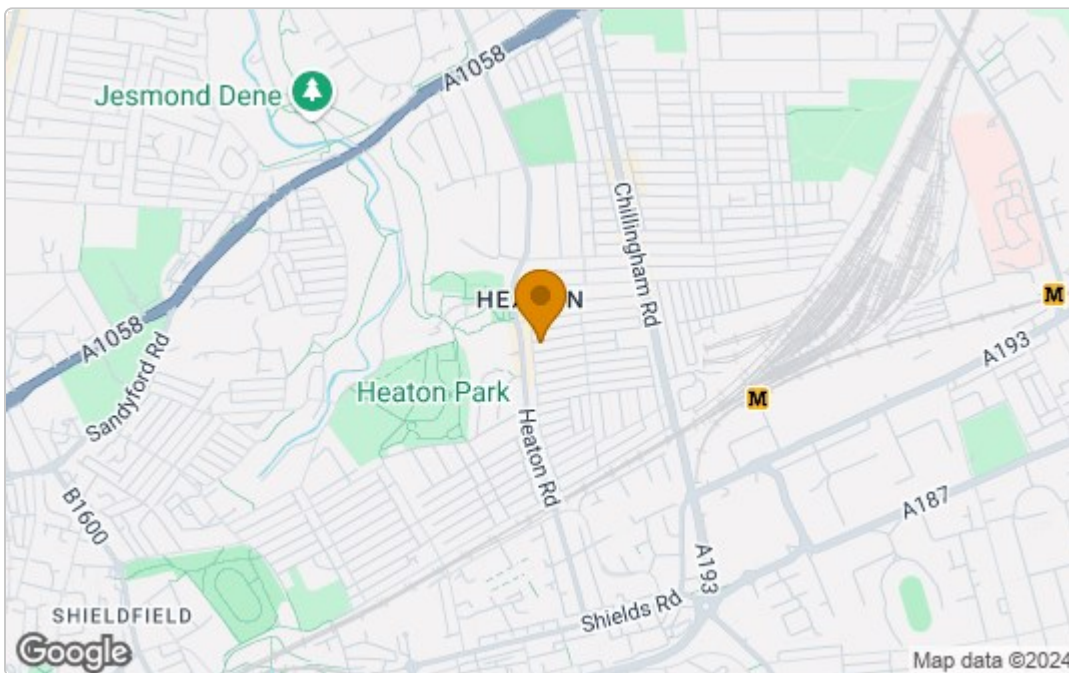 A1058
Jesmond Dene
Chillingham Rd
HEA N
M
A1058
Sandyford Rd
Heaton Park
M
A193
Heaton Rd
B1600
A187
A193
Shields Rd
SHIELDFIELD
Google
Map data ©2024